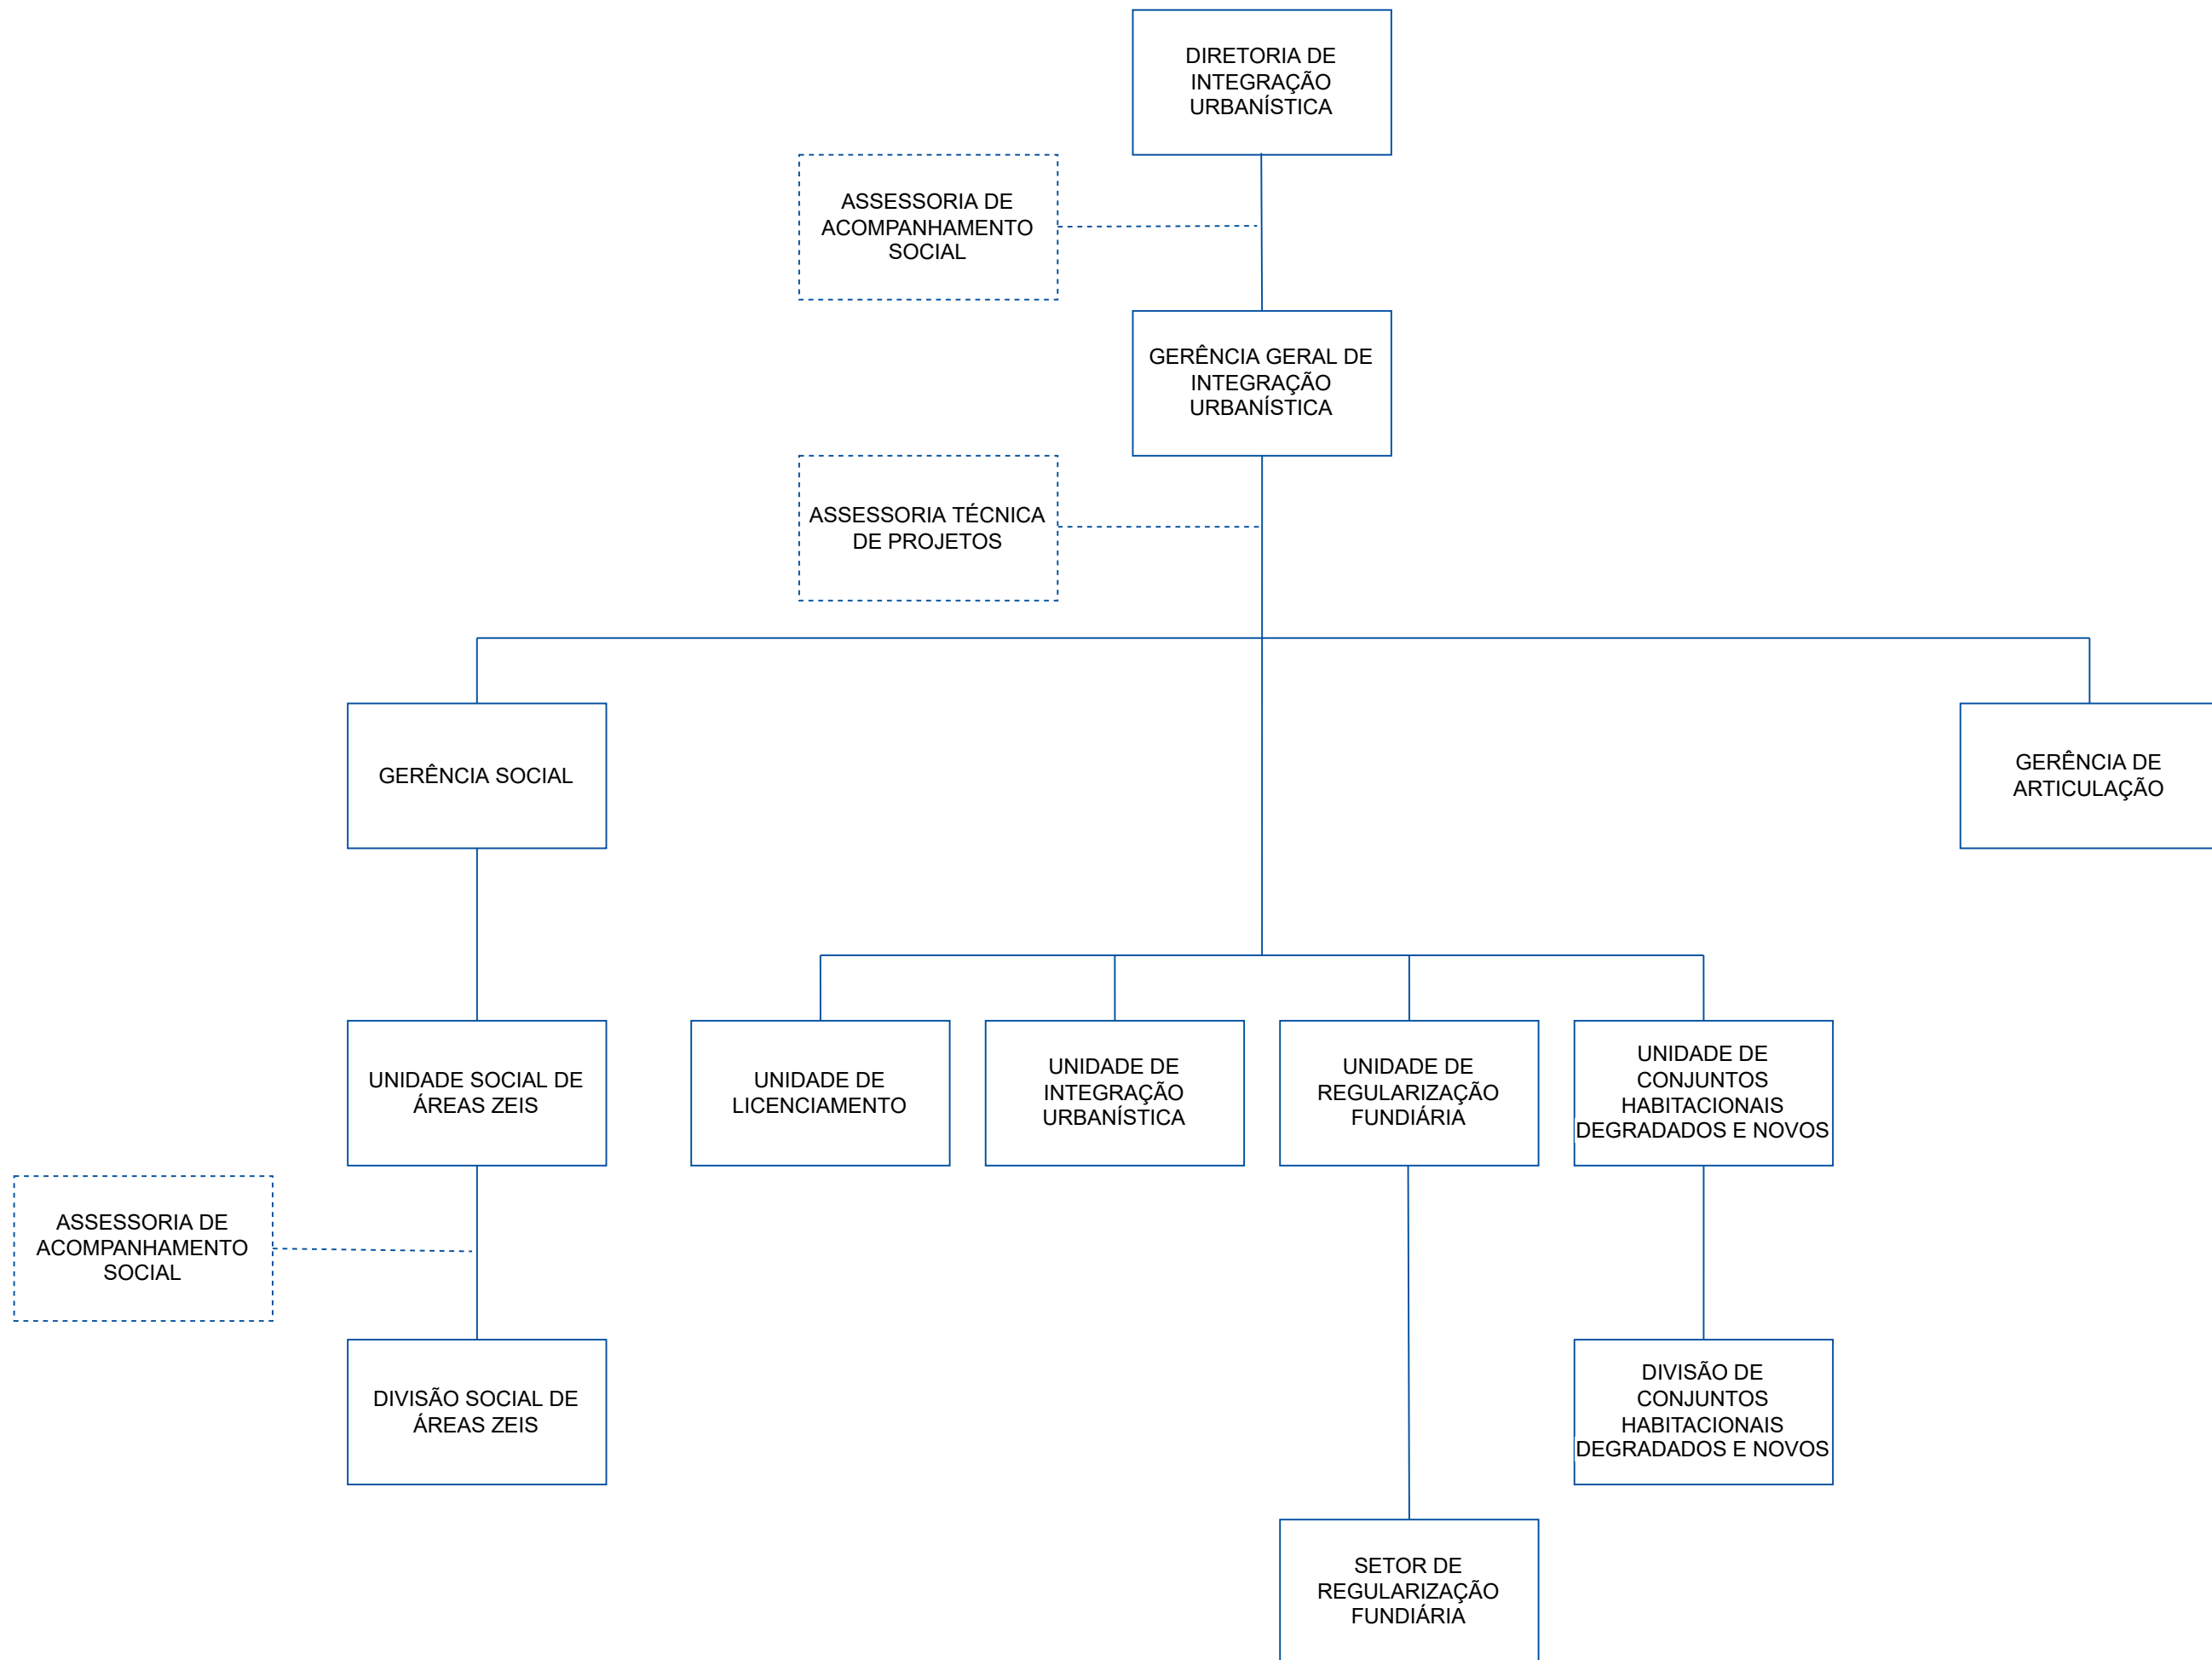 DIRETORIA DE
INTEGRAÇÃO
URBANÍSTICA
ASSESSORIA DE
ACOMPANHAMENTO
SOCIAL
GERÊNCIA GERAL DE
INTEGRAÇÃO
URBANÍSTICA
ASSESSORIA TÉCNICA
DE PROJETOS
GERÊNCIA SOCIAL
GERÊNCIA DE
ARTICULAÇÃO
UNIDADE SOCIAL DE
ÁREAS ZEIS
UNIDADE DE
LICENCIAMENTO
UNIDADE DE
INTEGRAÇÃO
URBANÍSTICA
UNIDADE DE
REGULARIZAÇÃO
FUNDIÁRIA
UNIDADE DE
CONJUNTOS
HABITACIONAIS
DEGRADADOS E NOVOS
ASSESSORIA DE
ACOMPANHAMENTO
SOCIAL
DIVISÃO SOCIAL DE
ÁREAS ZEIS
DIVISÃO DE
CONJUNTOS
HABITACIONAIS
DEGRADADOS E NOVOS
SETOR DE
REGULARIZAÇÃO
FUNDIÁRIA